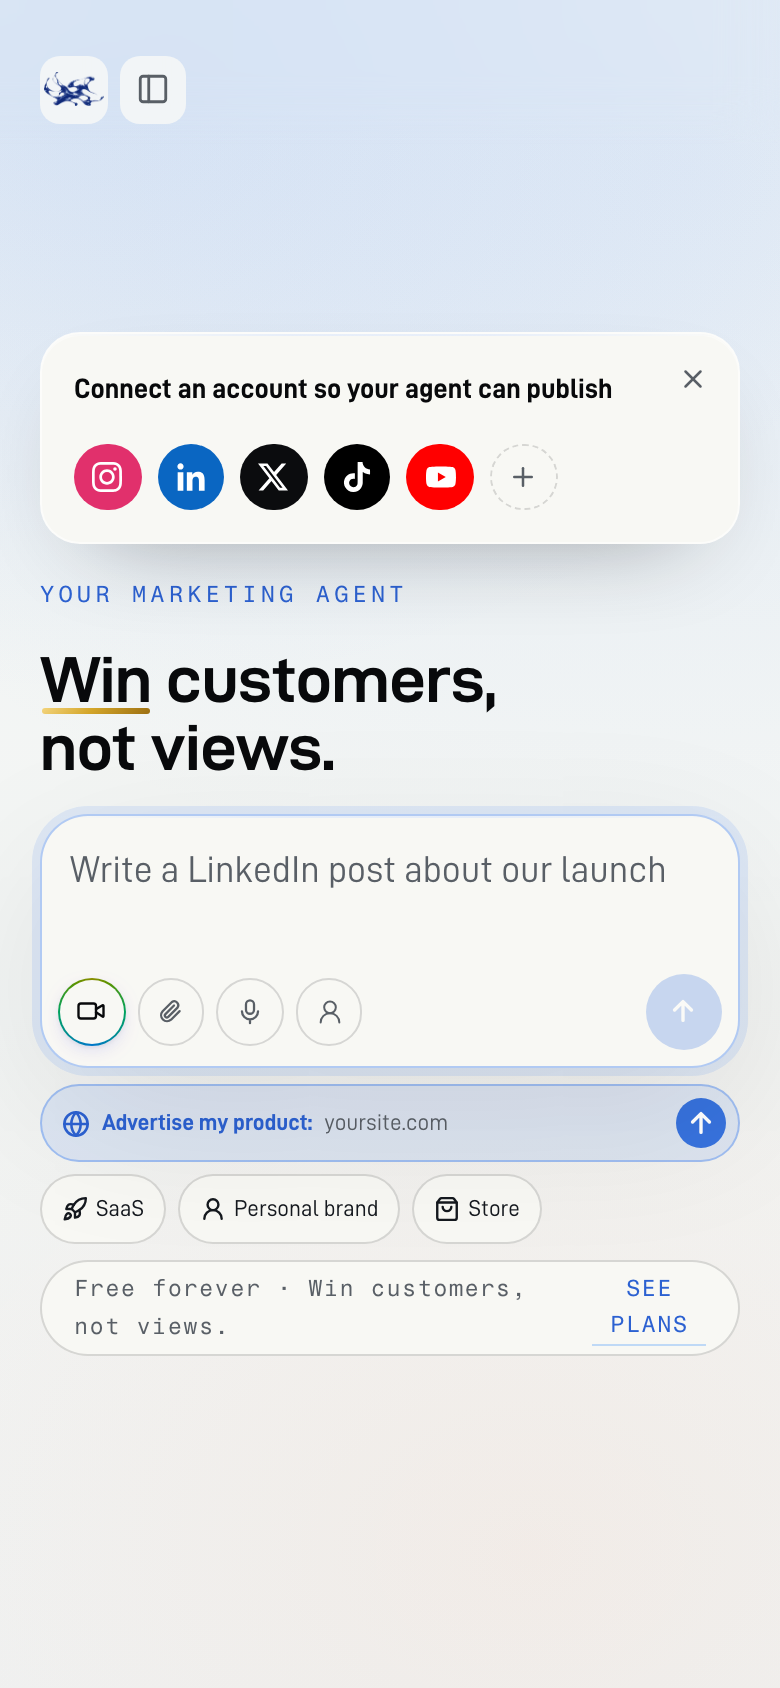 Connect an account so your agent can publish
YOUR MARKETING AGENT
Win customers,
not views.
Write a LinkedIn post about our launch
Advertise my product: yoursite.com
SaaS
Personal brand
Store
Free forever · Win customers,
not views.
SEE
PLANS